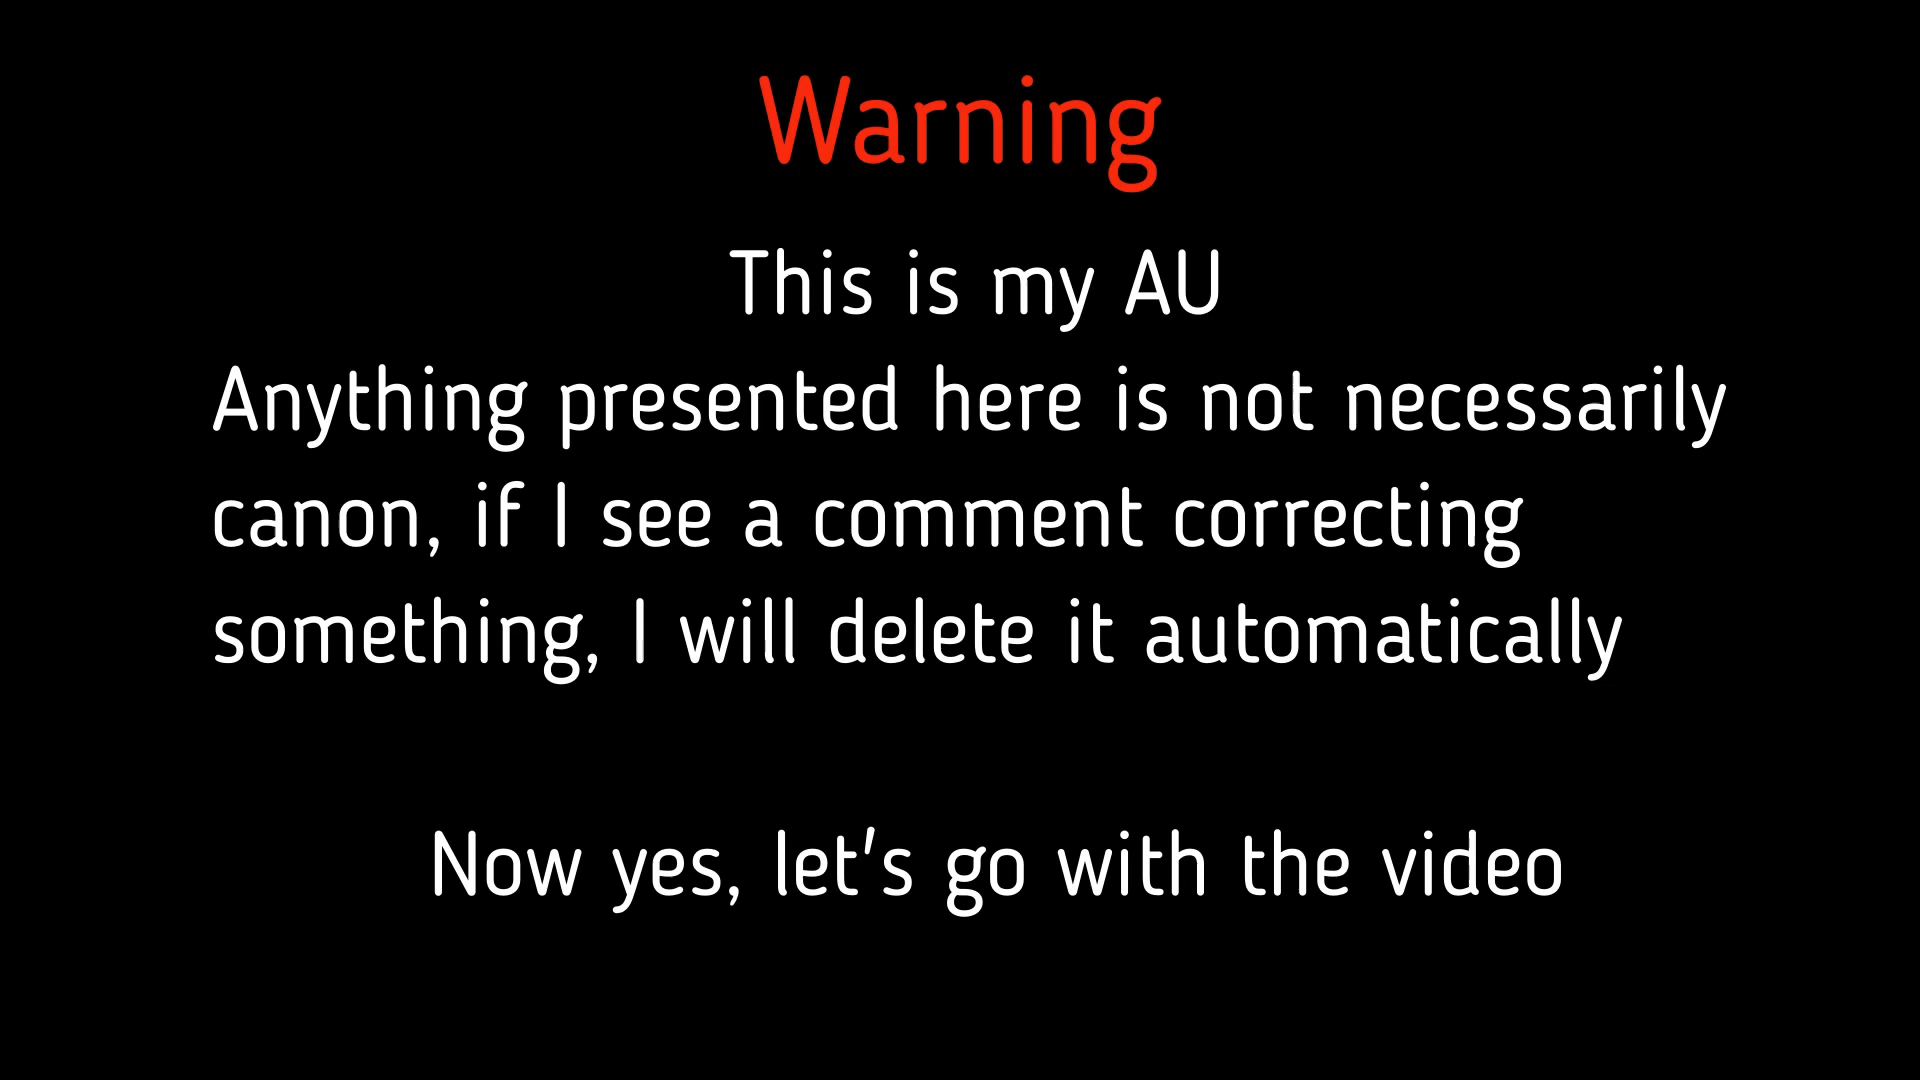 Warning
This is my AU
Anything presented here is not necessarily
canon, if I see a comment correcting
something, I will delete it automatically
Now yes, let's go with the video